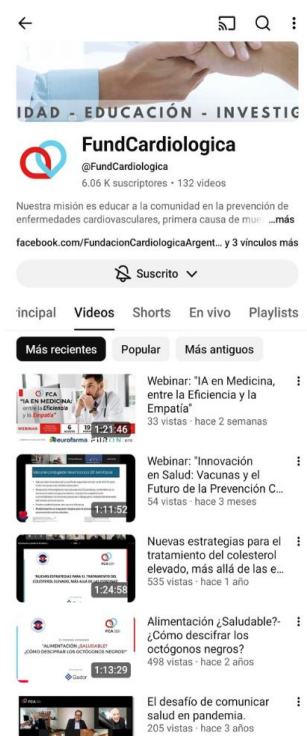 IDAD - EDUCACIÓN - INVESTIG
FundCardiologica
@FundCardiologica
6.06 K suscriptores • 132 videos
Nuestra misión es educar a la comunidad en la prevención de
enfermedades cardiovasculares, primera causa de mue ...más
facebook.com/FundacionCardiologicaArgent... y 3 vínculos más
Suscrito
incipal Videos Shorts En vivo Playlists
Más recientes Popular Más antiguos
FCA
"IA EN MEDICINA:
entre la Eficiencia
y la Empatía"
WEBINAR
1:21:46
eurofarma
Webinar: "IA en Medicina,
entre la Eficiencia y la
Empatía"
33 vistas · hace 2 semanas
1:11:52
Webinar: "Innovación
en Salud: Vacunas y el
Futuro de la Prevención C...
54 vistas · hace 3 meses
FCA
1:24:58
Nuevas estrategias para el
tratamiento del colesterol
elevado, más allá de las e...
535 vistas · hace 1 año
FCA
"ALIMENTACIÓN ¿SALUDABLE?
¿CÓMO DESCIFRAR LOS OCTÓGONOS NEGROS?"
Gador
1:13:29
Alimentación ¿Saludable?-
¿Cómo descifrar los
octógonos negros?
498 vistas · hace 2 años
FCA
El desafío de comunicar
salud en pandemia.
205 vistas · hace 3 años